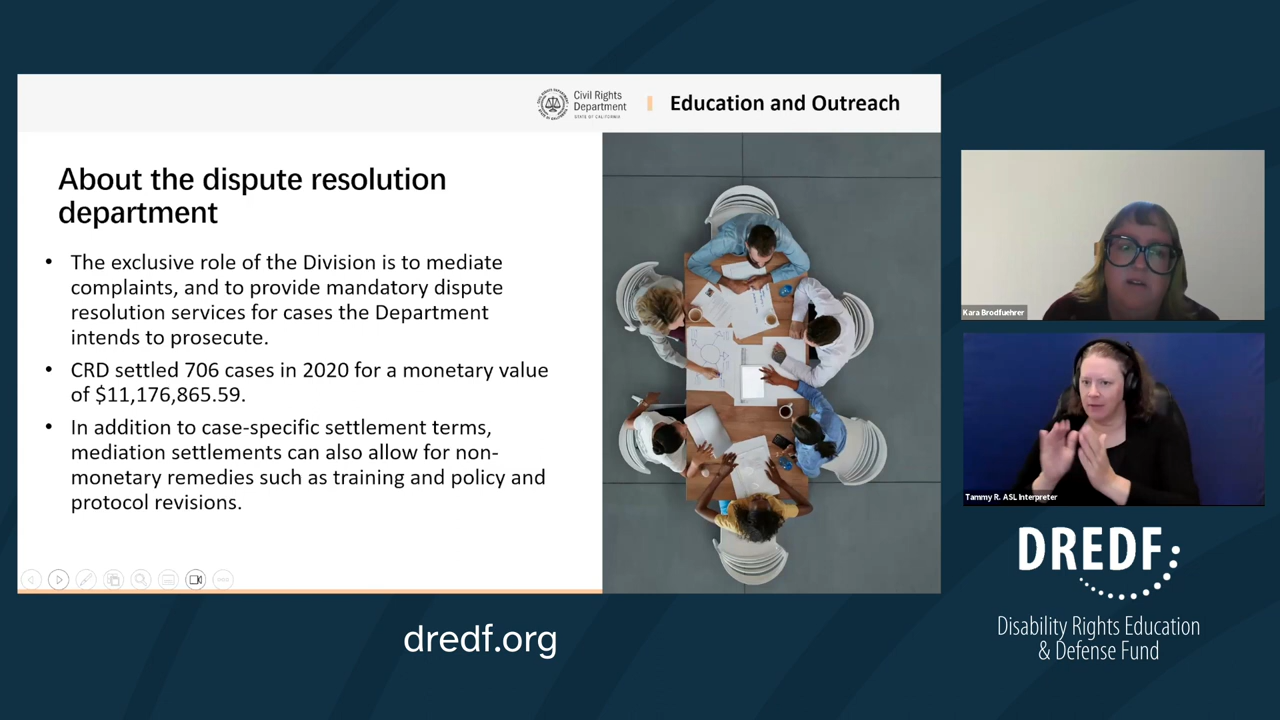 Civil Rights
Department
STATE OF CALIFORNIA
Education and Outreach
About the dispute resolution
department
• The exclusive role of the Division is to mediate
complaints, and to provide mandatory dispute
resolution services for cases the Department
intends to prosecute.
• CRD settled 706 cases in 2020 for a monetary value
of $11,176,865.59.
• In addition to case-specific settlement terms,
mediation settlements can also allow for non-
monetary remedies such as training and policy and
protocol revisions.
Kara Brodfuehrer
Tammy R. ASL Interpreter
DREDF
Disability Rights Education
& Defense Fund
dredf.org